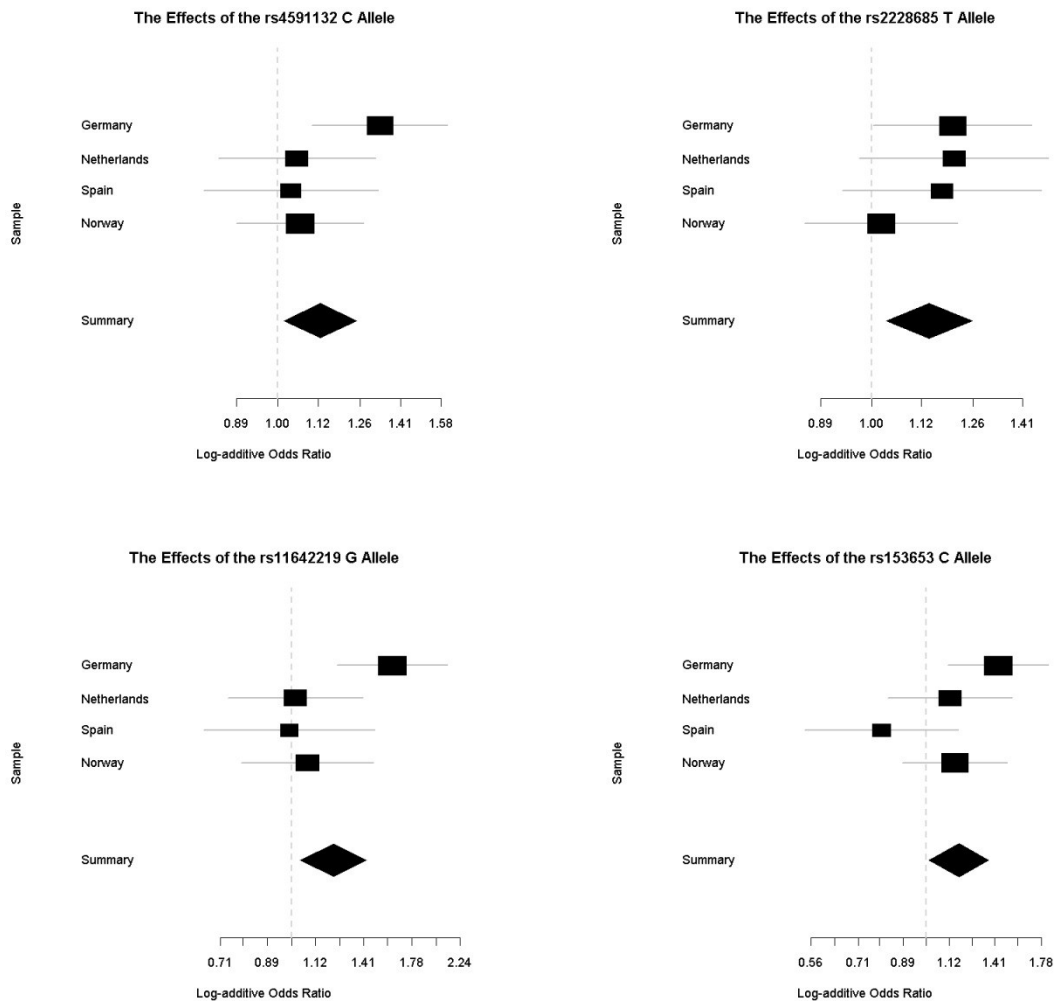 The Effects of the rs4591132 C Allele
Sample
Germany
Netherlands
Spain
Norway
Summary
0.89 1.00 1.12 1.26 1.41 1.58
Log-additive Odds Ratio
The Effects of the rs2228685 T Allele
Sample
Germany
Netherlands
Spain
Norway
Summary
0.89 1.00 1.12 1.26 1.41
Log-additive Odds Ratio
The Effects of the rs11642219 G Allele
Sample
Germany
Netherlands
Spain
Norway
Summary
0.71 0.89 1.12 1.41 1.78 2.24
Log-additive Odds Ratio
The Effects of the rs153653 C Allele
Sample
Germany
Netherlands
Spain
Norway
Summary
0.56 0.71 0.89 1.12 1.41 1.78
Log-additive Odds Ratio